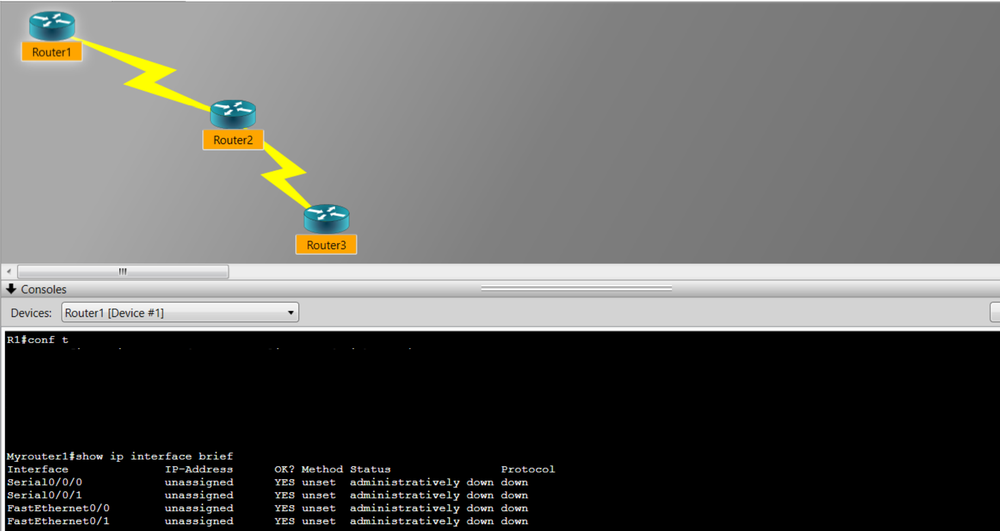 Router1
Router2
Router3
Consoles
Devices: Router1 [Device #1]
R1#conf t
Myrouter1#show ip interface brief
Interface IP-Address OK? Method Status Protocol
Serial0/0/0 unassigned YES unset administratively down down
Serial0/0/1 unassigned YES unset administratively down down
FastEthernet0/0 unassigned YES unset administratively down down
FastEthernet0/1 unassigned YES unset administratively down down